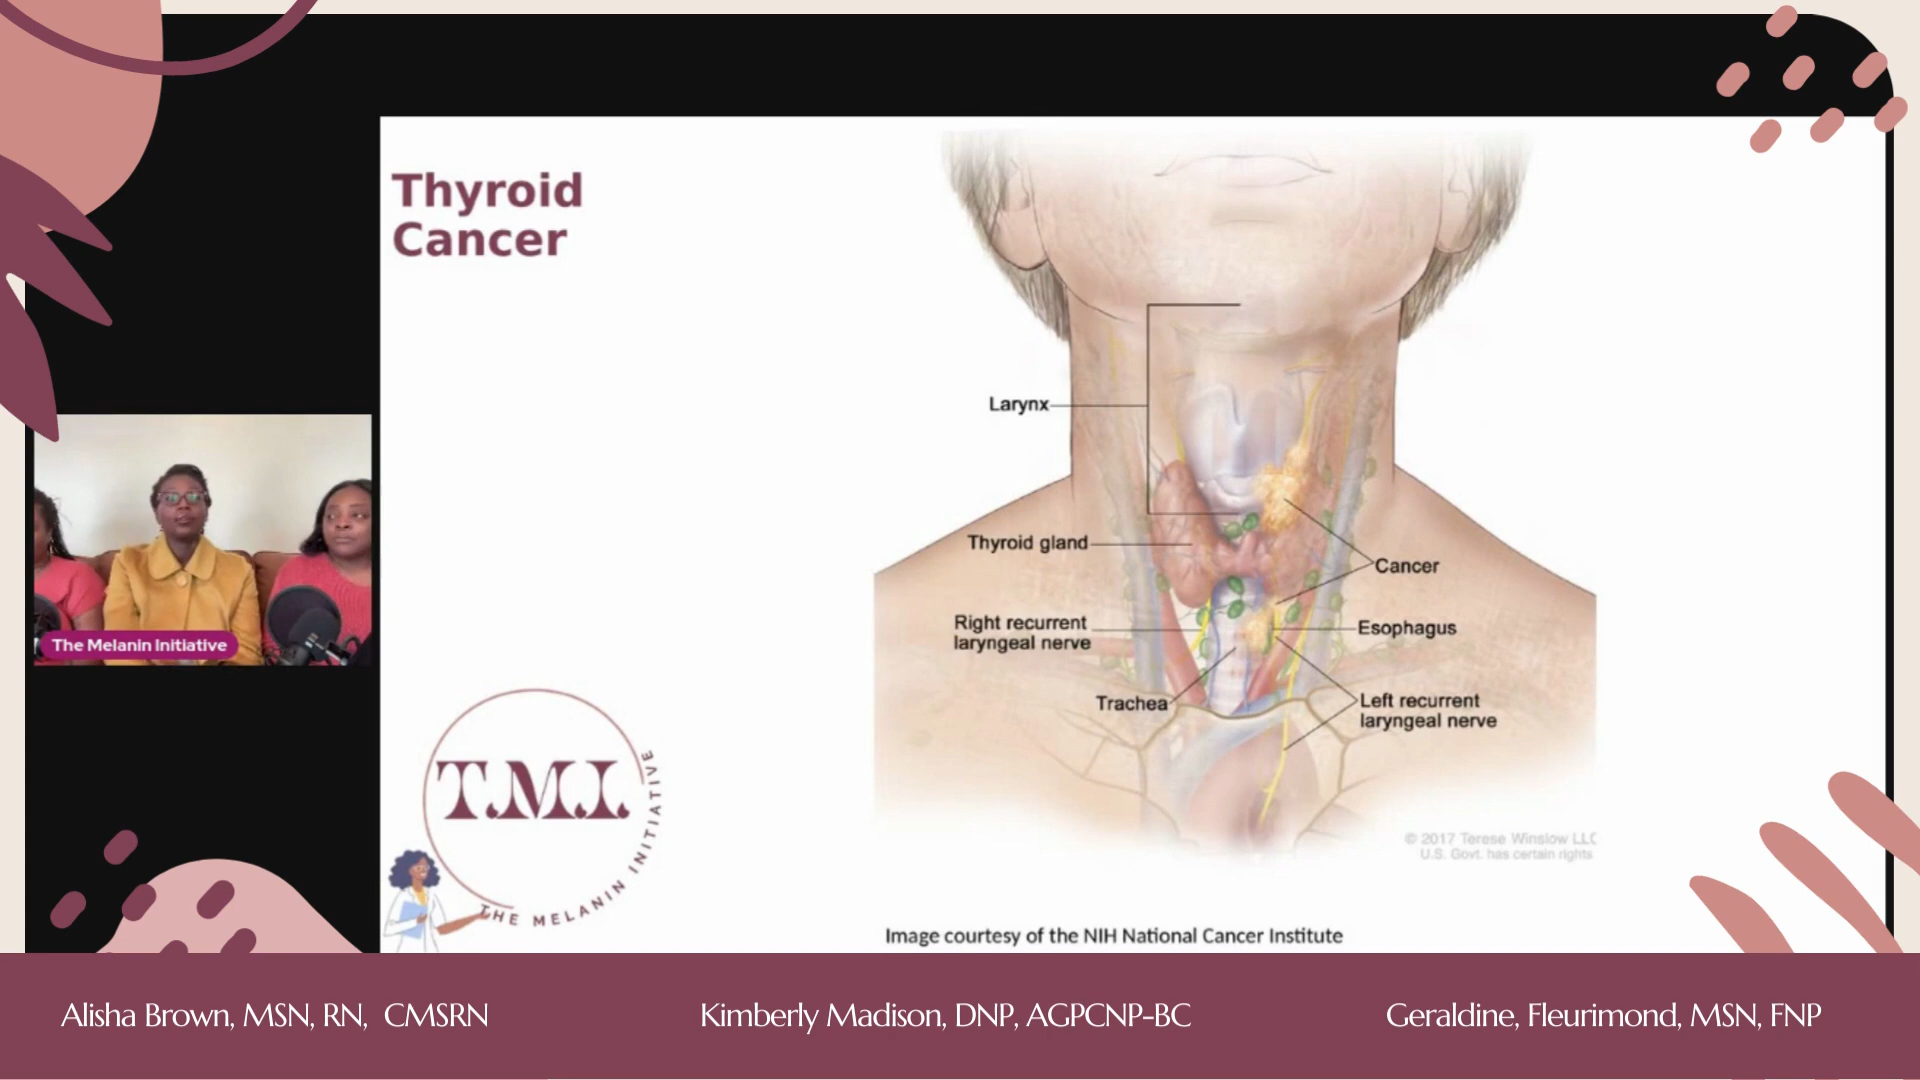 Thyroid
Cancer
Larynx
Thyroid gland
Cancer
Right recurrent
laryngeal nerve
Esophagus
Trachea
Left recurrent
laryngeal nerve
© 2017 Terese Winslow LLC
U.S. Govt. has certain rights
The Melanin Initiative
T.M.I.
THE MELANIN INITIATIVE
Image courtesy of the NIH National Cancer Institute
Alisha Brown, MSN, RN, CMSRN
Kimberly Madison, DNP, AGPCNP-BC
Geraldine, Fleurimond, MSN, FNP